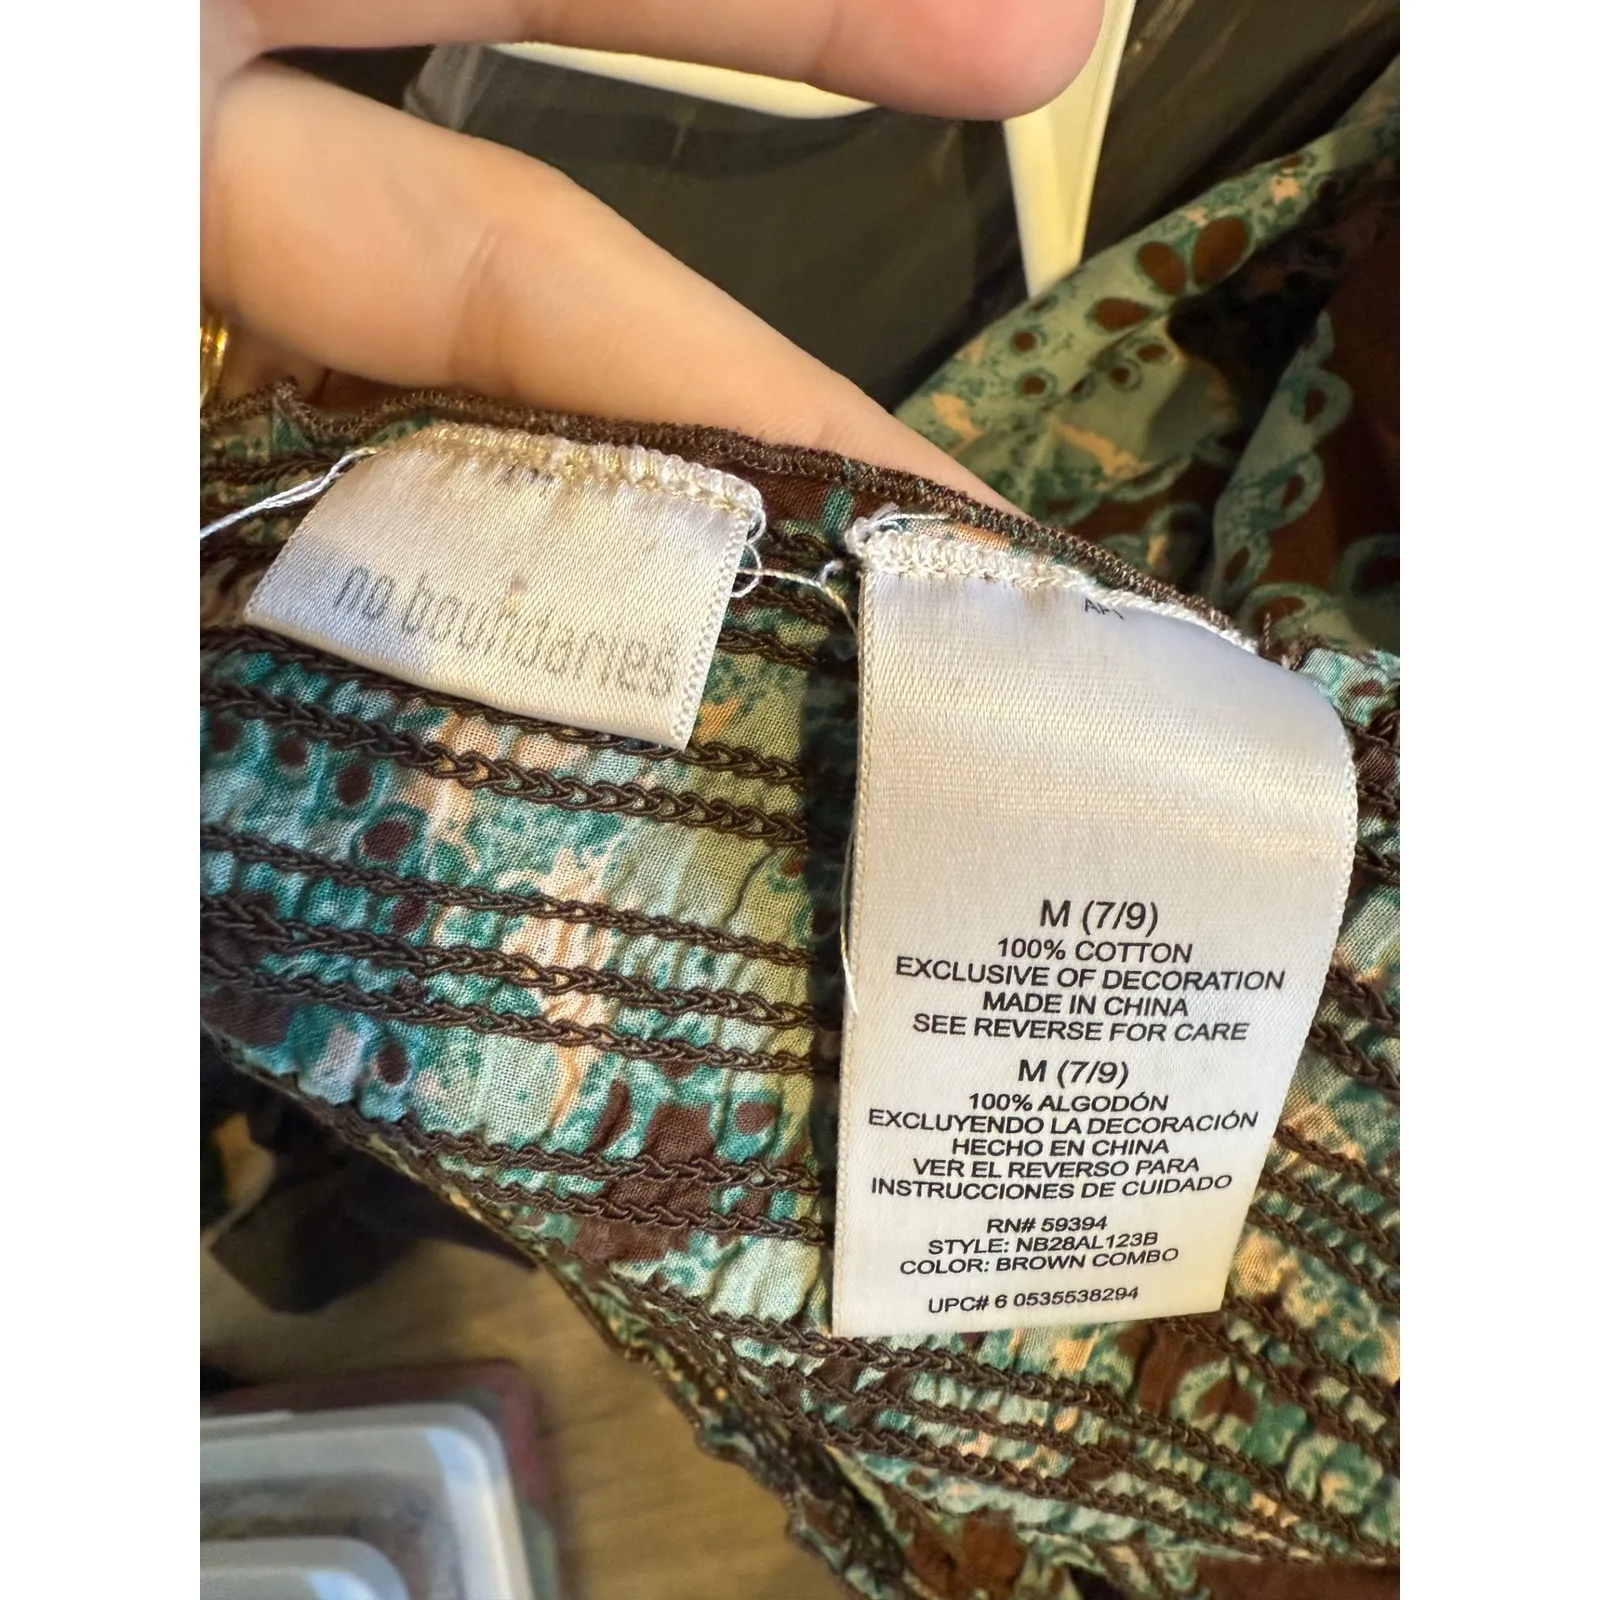 no boundaries
M (7/9)
100% COTTON
EXCLUSIVE OF DECORATION
MADE IN CHINA
SEE REVERSE FOR CARE
M (7/9)
100% ALGODÓN
EXCLUYENDO LA DECORACIÓN
HECHO EN CHINA
VER EL REVERSO PARA
INSTRUCCIONES DE CUIDADO
RN# 59394
STYLE: NB28AL123B
COLOR: BROWN COMBO
UPC# 6 0535538294